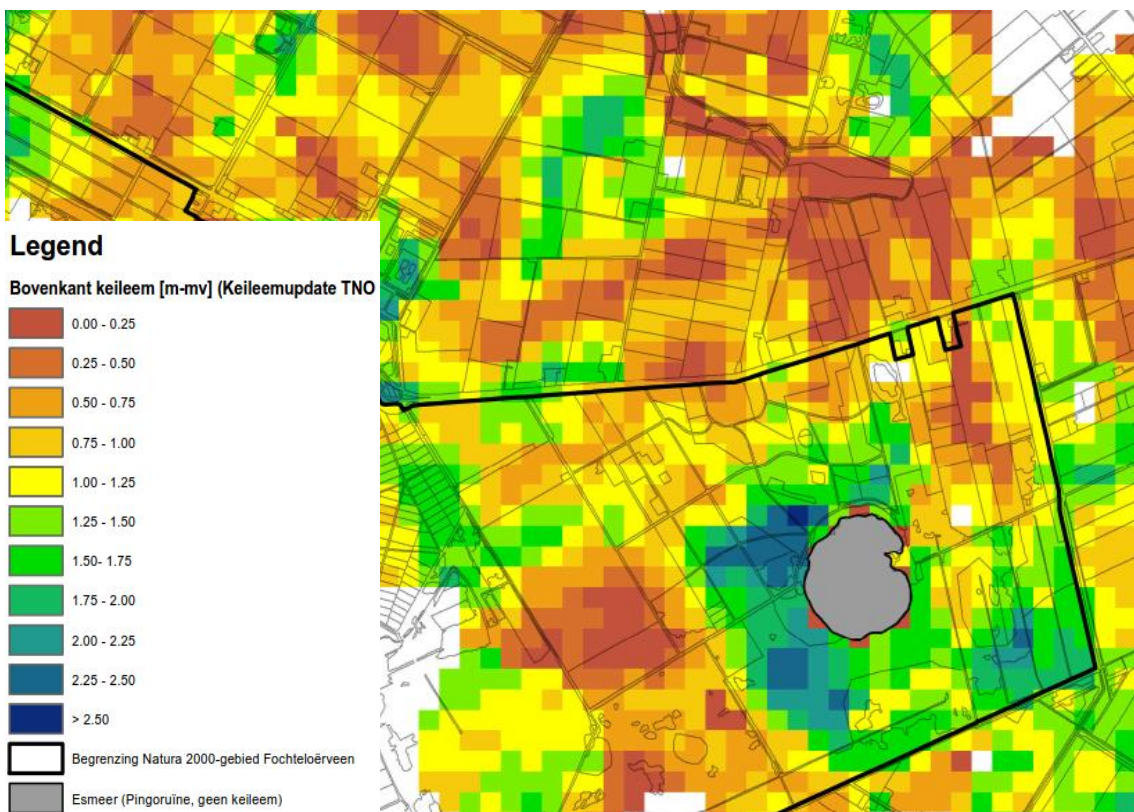 Legend
Bovenkant keileem [m-mv] (Keileemupdate TNO
0.00 - 0.25
0.25 - 0.50
0.50 - 0.75
0.75 - 1.00
1.00 - 1.25
1.25 - 1.50
1.50- 1.75
1.75 - 2.00
2.00 - 2.25
2.25 - 2.50
> 2.50
Begrenzing Natura 2000-gebied Fochteloërveen
Esmeer (Pingoruïne, geen keileem)